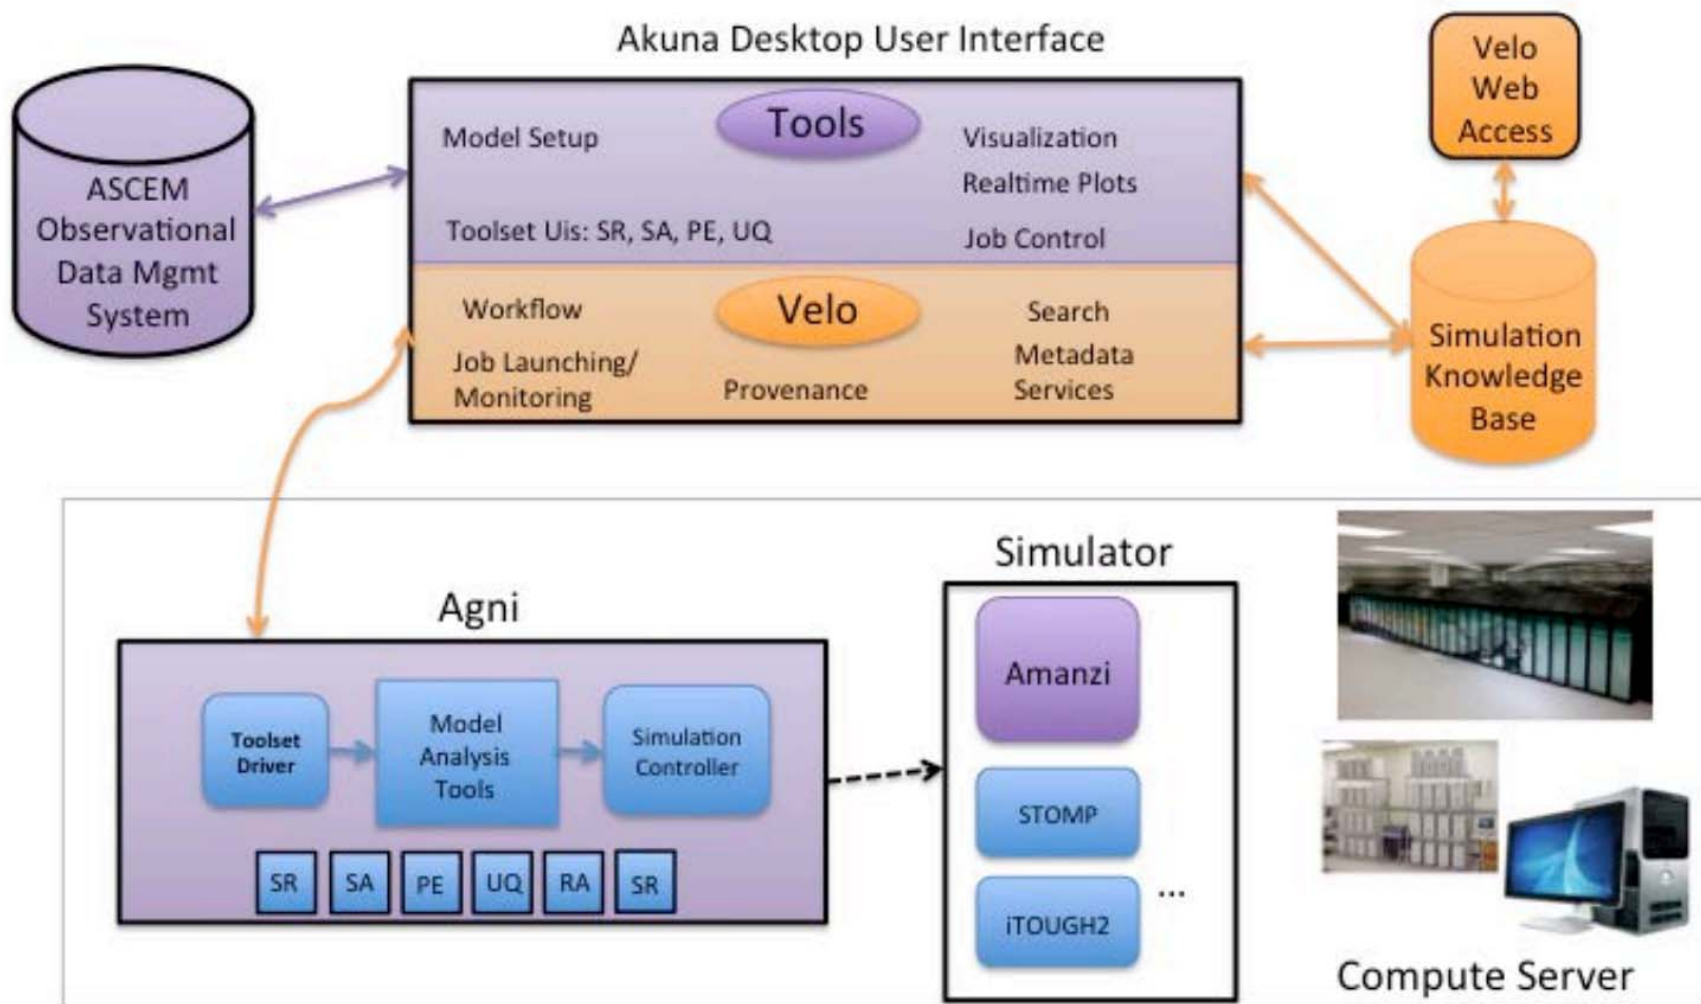 Akuna Desktop User Interface
ASCEM
Observational
Data Mgmt
System
Model Setup
Tools
Visualization
Realtime Plots
Toolset Uis: SR, SA, PE, UQ
Job Control
Workflow
Velo
Search
Job Launching/
Monitoring
Provenance
Metadata
Services
Velo
Web
Access
Simulation
Knowledge
Base
Agni
Toolset
Driver
Model
Analysis
Tools
Simulation
Controller
SR
SA
PE
UQ
RA
SR
Simulator
Amanzi
STOMP
iTOUGH2
...
Compute Server